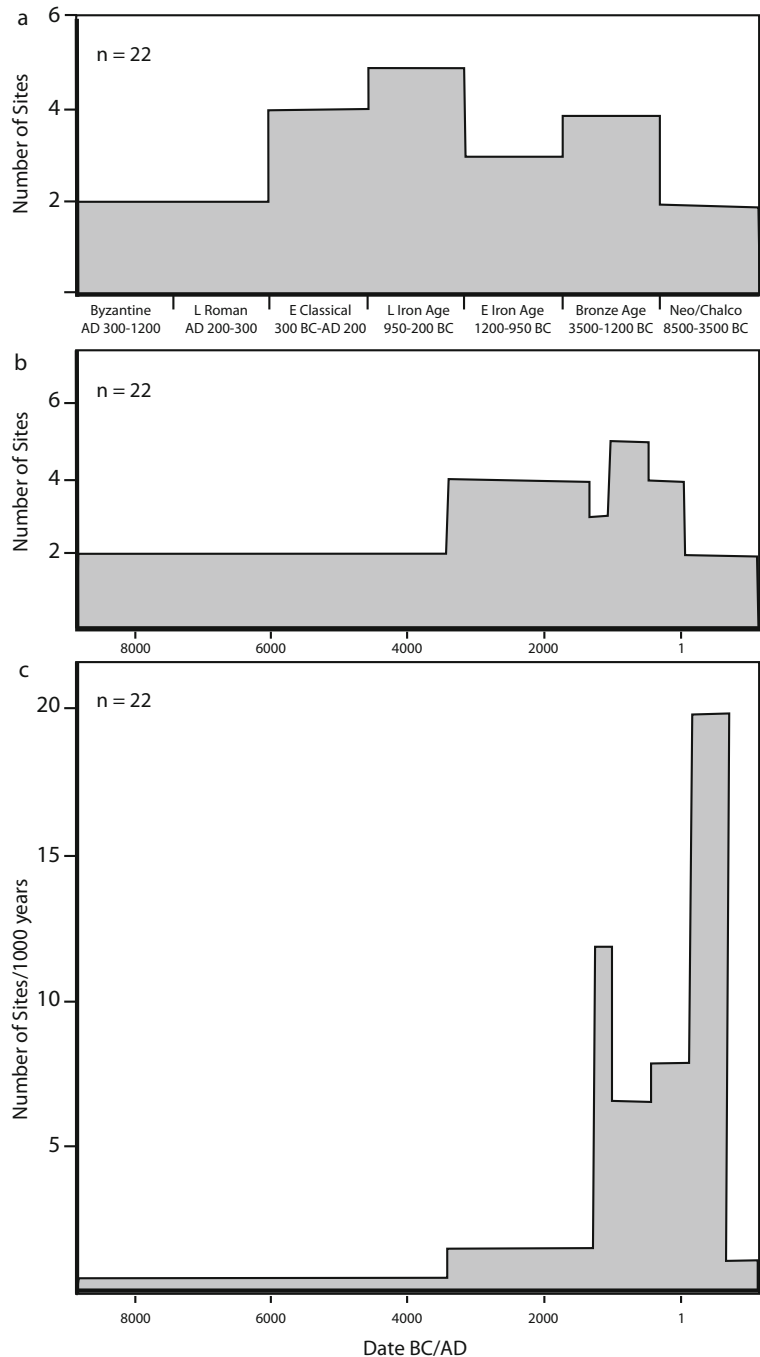 a
6
n = 22
Number of Sites
4
2
Byzantine L Roman E Classical L Iron Age E Iron Age Bronze Age Neo/Chalco
AD 300-1200 AD 200-300 300 BC-AD 200 950-200 BC 1200-950 BC 3500-1200 BC 8500-3500 BC
b
n = 22
6
Number of Sites
4
2
8000 6000 4000 2000 1
c
n = 22
20
15
Number of Sites/1000 years
10
5
8000 6000 4000 2000 1
Date BC/AD